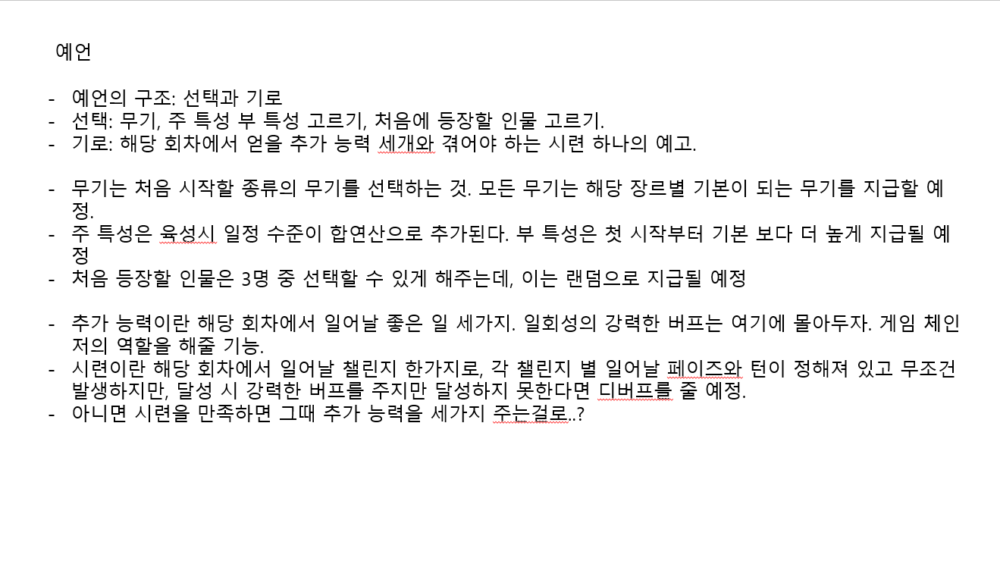 예언
- 예언의 구조: 선택과 기로
- 선택: 무기, 주 특성 부 특성 고르기, 처음에 등장할 인물 고르기.
- 기로: 해당 회차에서 얻을 추가 능력 세개와 겪어야 하는 시련 하나의 예고.
- 무기는 처음 시작할 종류의 무기를 선택하는 것. 모든 무기는 해당 장르별 기본이 되는 무기를 지급할 예
정.
- 주 특성은 육성시 일정 수준이 합연산으로 추가된다. 부 특성은 첫 시작부터 기본 보다 더 높게 지급될 예
정
- 처음 등장할 인물은 3명 중 선택할 수 있게 해주는데, 이는 랜덤으로 지급될 예정
- 추가 능력이란 해당 회차에서 일어날 좋은 일 세가지. 일회성의 강력한 버프는 여기에 몰아두자. 게임 체인
저의 역할을 해줄 기능.
- 시련이란 해당 회차에서 일어날 챌린지 한가지로, 각 챌린지 별 일어날 페이즈와 턴이 정해져 있고 무조건
발생하지만, 달성 시 강력한 버프를 주지만 달성하지 못한다면 디버프를 줄 예정.
- 아니면 시련을 만족하면 그때 추가 능력을 세가지 주는걸로..?